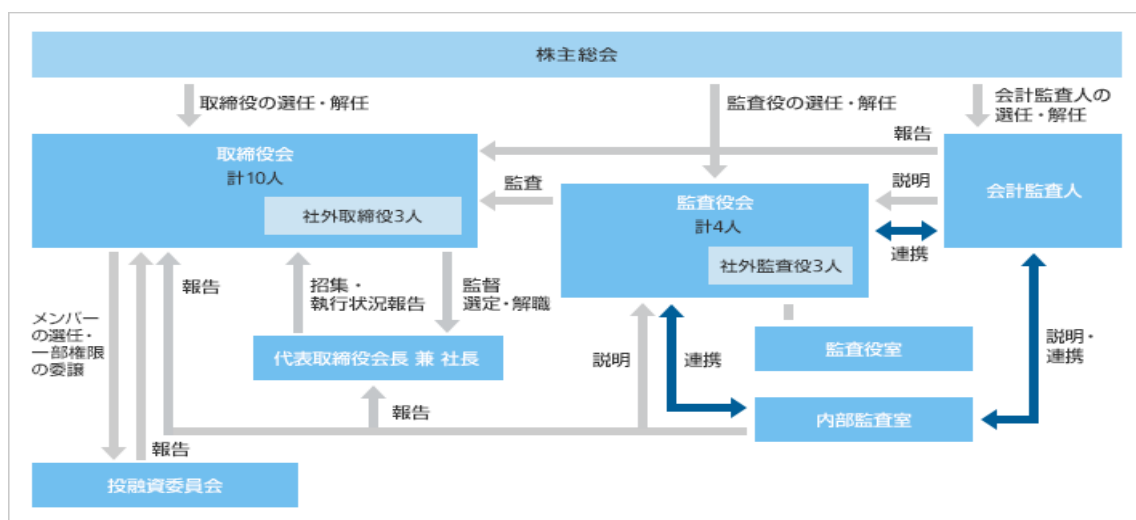 株主総会
取締役の選任・解任
監査役の選任・解任
会計監査人の
選任・解任
報告
取締役会
計10人
社外取締役3人
監査
監査役会
計4人
社外監査役3人
説明
連携
会計監査人
メンバー
の選任・
一部権限
の委譲
報告
招集・
執行状況報告
監督
選定・解職
代表取締役会長 兼 社長
説明
連携
監査役室
説明・
連携
報告
内部監査室
報告
投融資委員会